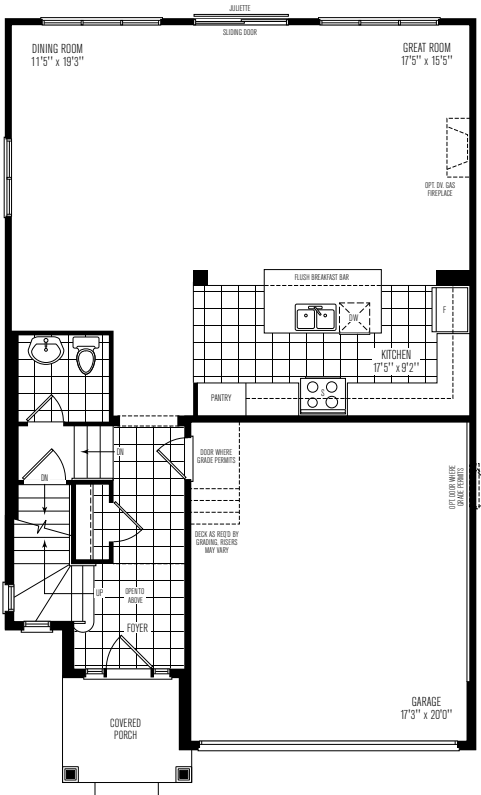 JULIETTE
SLIDING DOOR
DINING ROOM
11'5" x 19'3"
GREAT ROOM
17'5" x 15'5"
OPT. DV. GAS
FIREPLACE
FLUSH BREAKFAST BAR
DW
F
KITCHEN
17'5" x 9'2"
PANTRY
S
DN
DOOR WHERE
GRADE PERMITS
DN
OPT DOOR WHERE
GRADE PERMITS
DECK AS REQ'D BY
GRADING, RISERS
MAY VARY
UP
OPEN TO
ABOVE
FOYER
GARAGE
17'3" x 20'0"
COVERED
PORCH